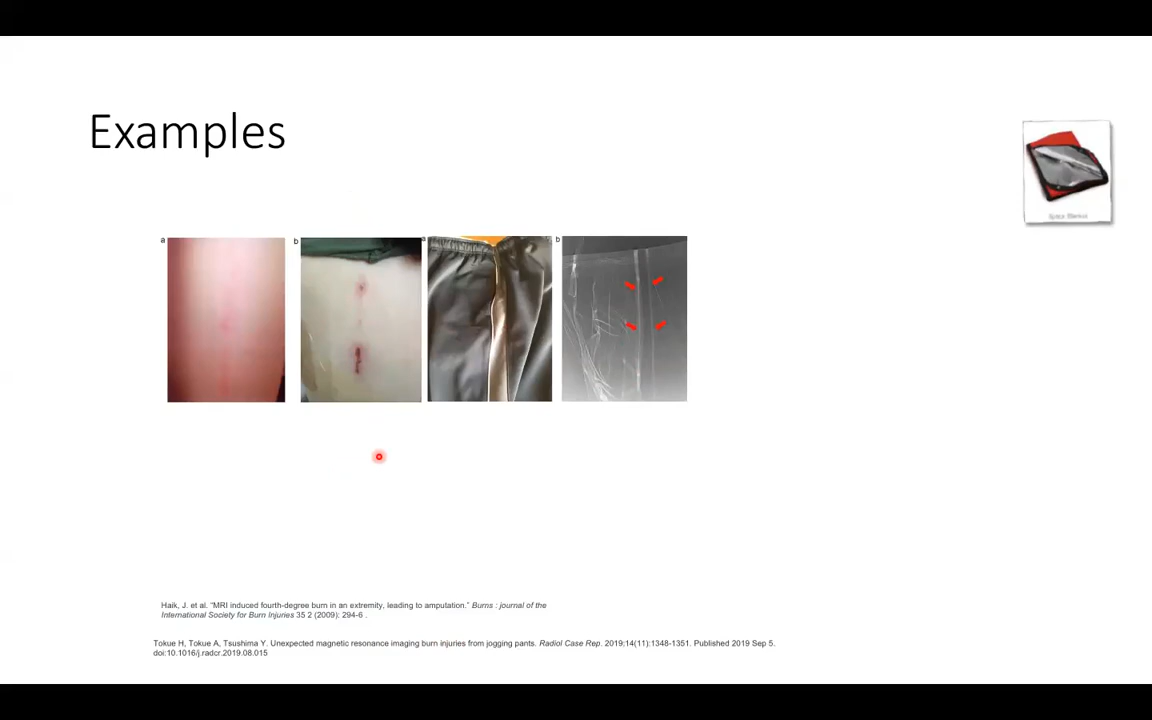 Examples
Space Blanket
a
b
a
b
Haik, J. et al. “MRI induced fourth-degree burn in an extremity, leading to amputation.” Burns : journal of the
International Society for Burn Injuries 35 2 (2009): 294-6 .
Tokue H, Tokue A, Tsushima Y. Unexpected magnetic resonance imaging burn injuries from jogging pants. Radiol Case Rep. 2019;14(11):1348-1351. Published 2019 Sep 5.
doi:10.1016/j.radcr.2019.08.015